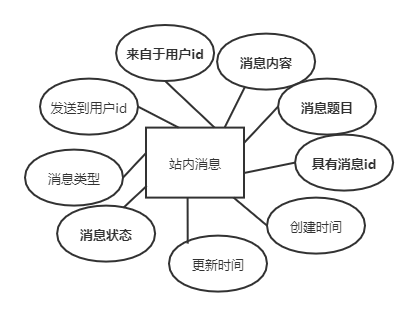 来自于用户id
消息内容
发送到用户id
消息题目
站内消息
具有消息id
消息类型
消息状态
创建时间
更新时间